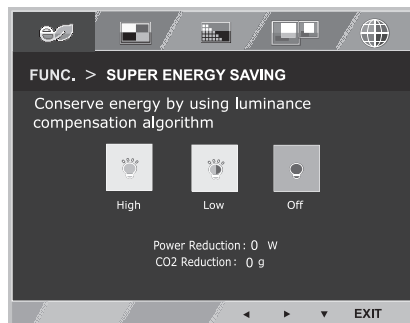 FUNC. > SUPER ENERGY SAVING
Conserve energy by using luminance
compensation algorithm
High Low Off
Power Reduction : 0 W
CO2 Reduction : 0 g
◄ ► ▼ EXIT